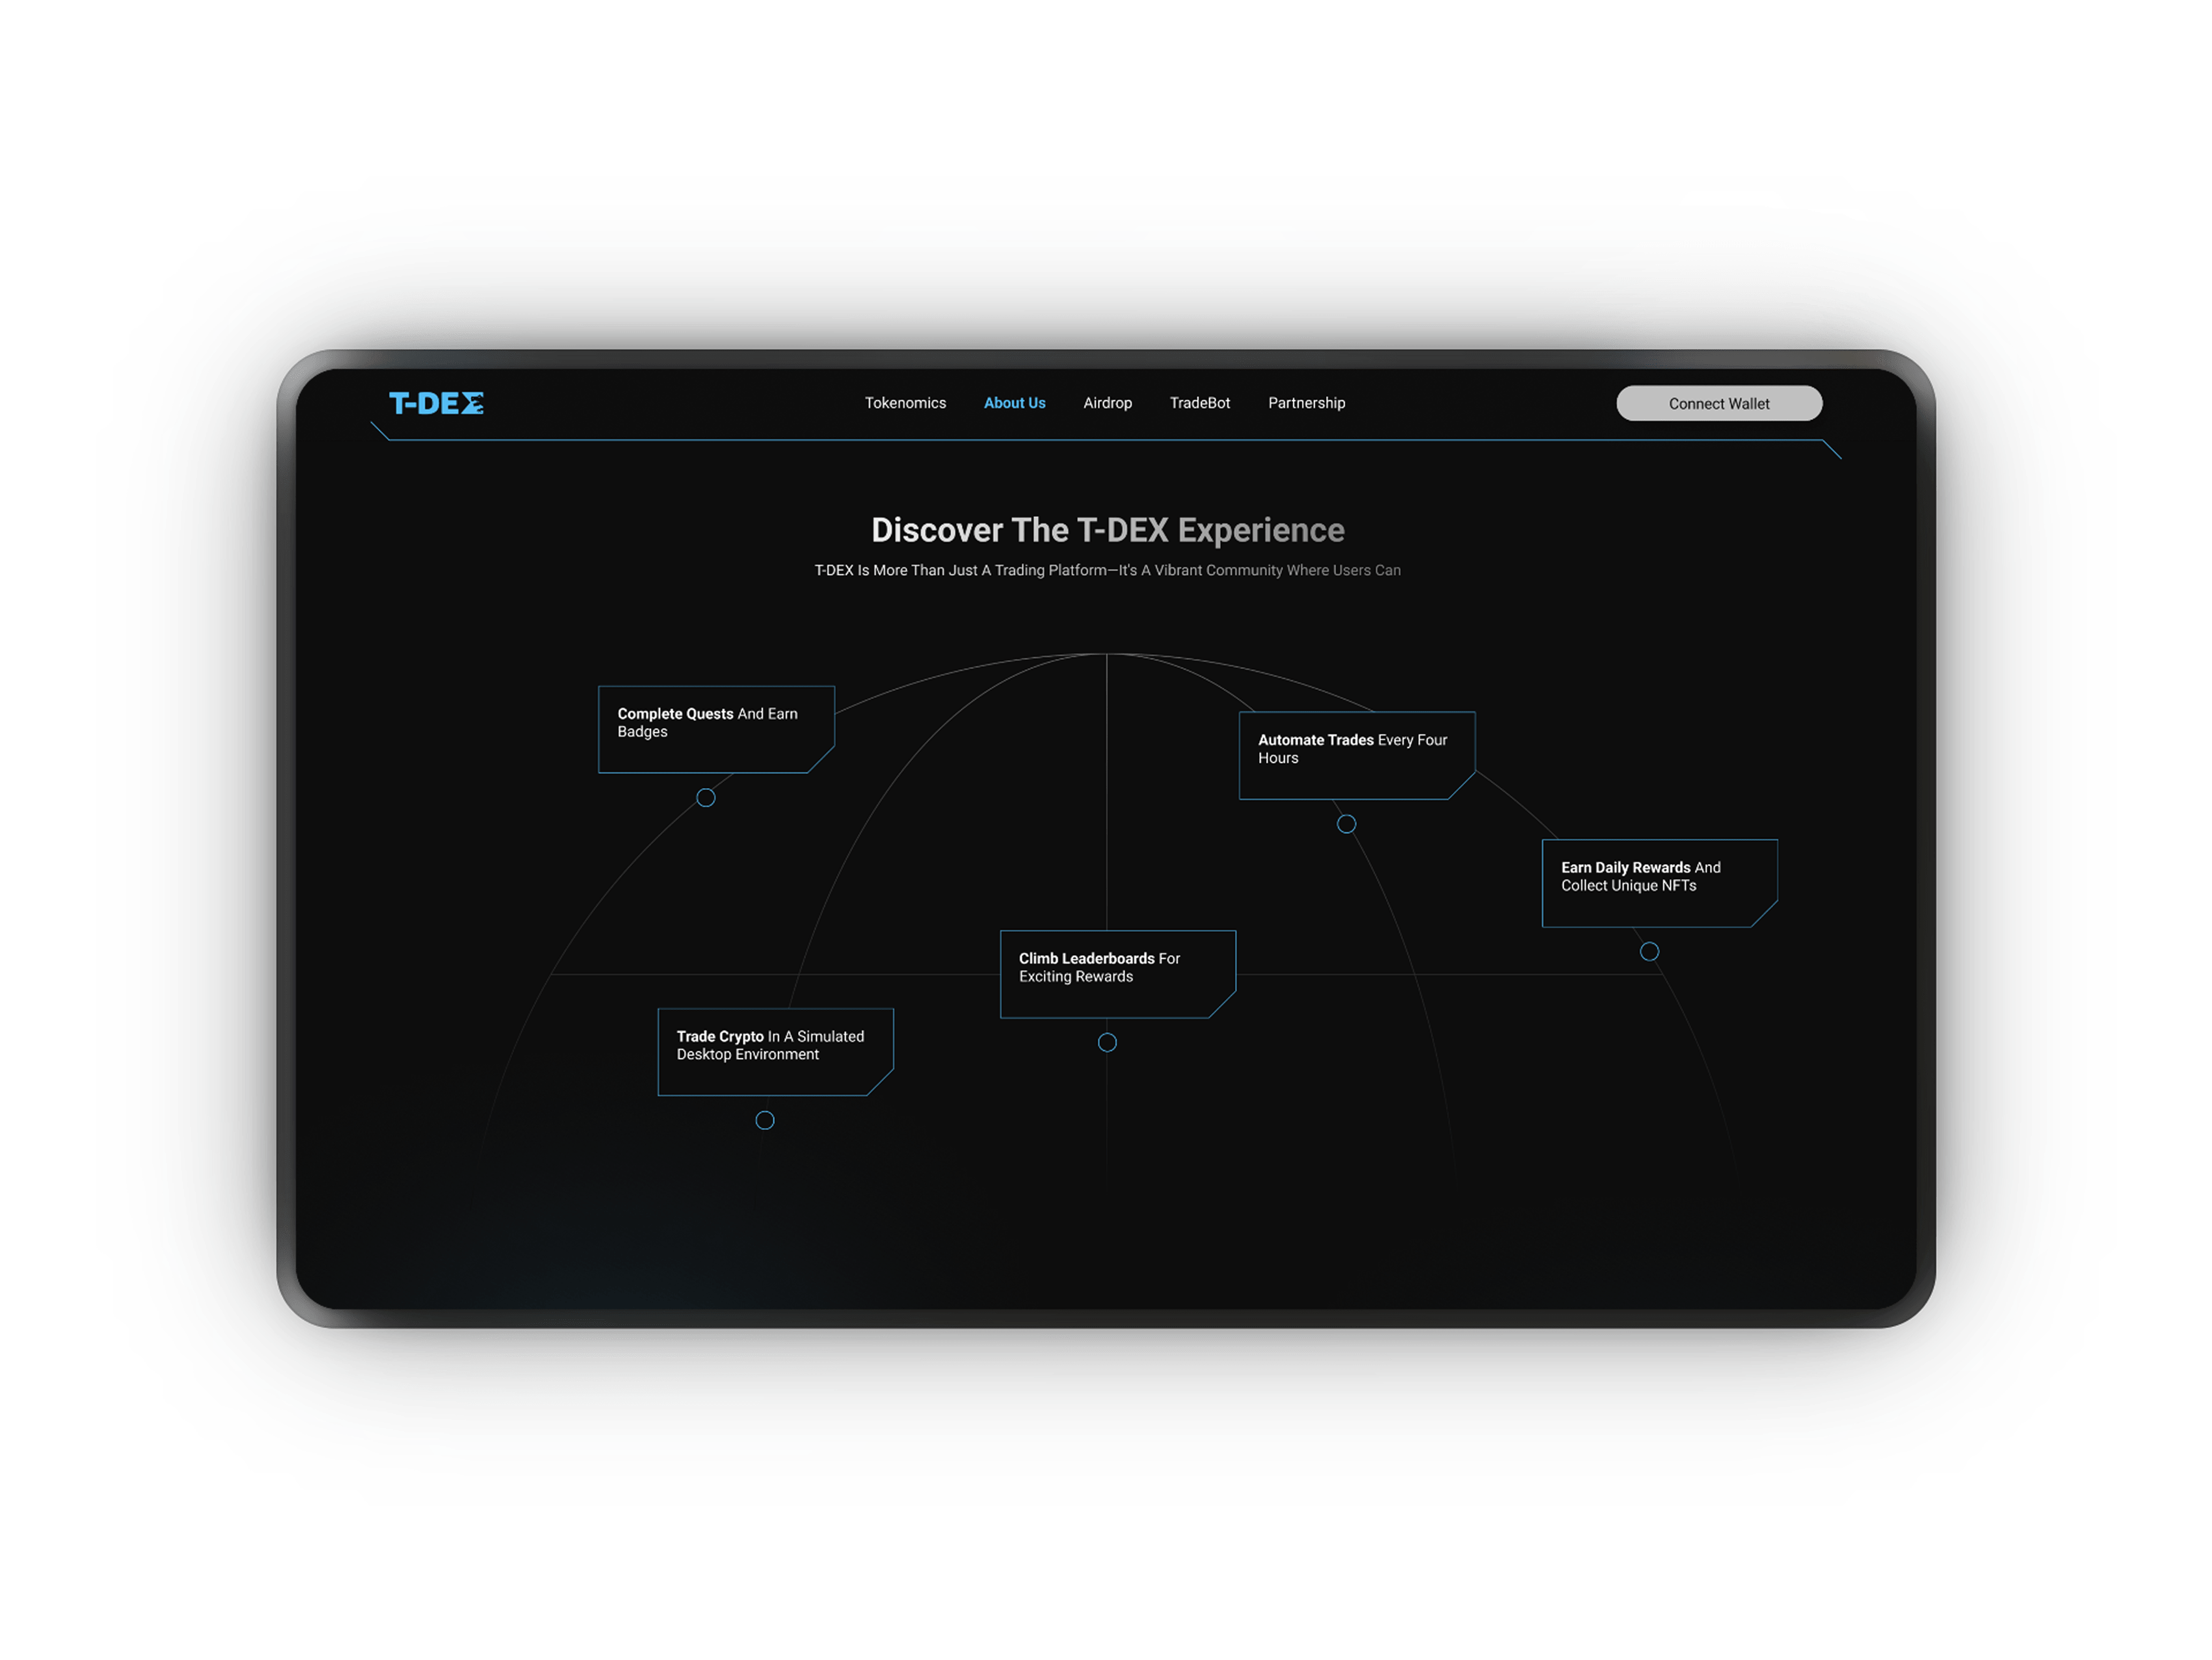 T-DEX
Tokenomics
About Us
Airdrop
TradeBot
Partnership
Connect Wallet
Discover The T-DEX Experience
T-DEX Is More Than Just A Trading Platform—It's A Vibrant Community Where Users Can
Complete Quests And Earn
Badges
Automate Trades Every Four
Hours
Earn Daily Rewards And
Collect Unique NFTs
Climb Leaderboards For
Exciting Rewards
Trade Crypto In A Simulated
Desktop Environment